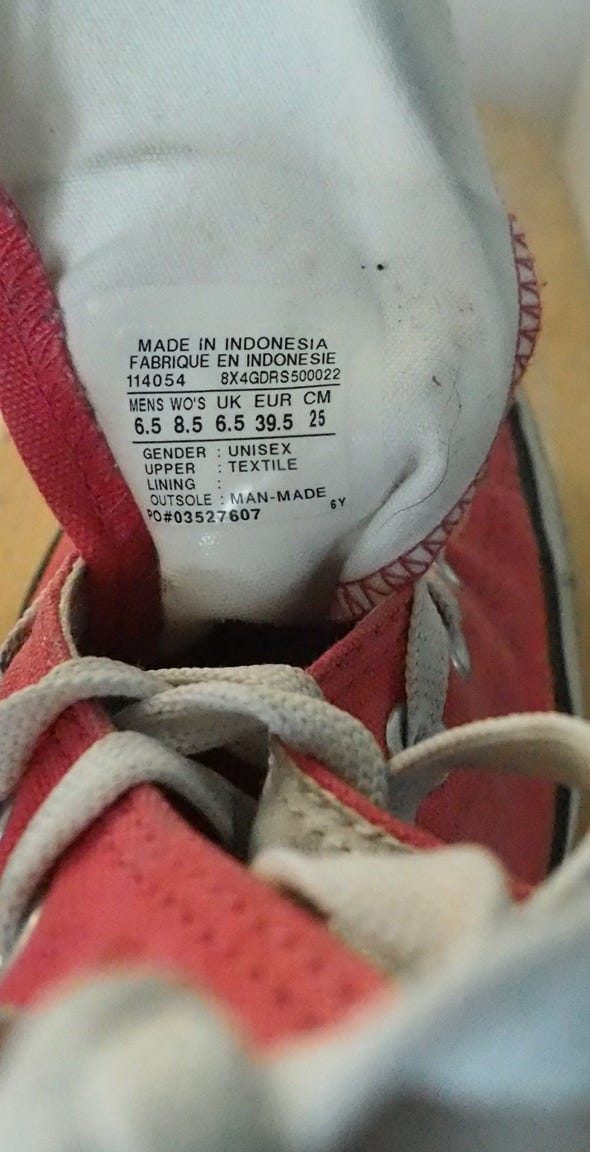 MADE IN INDONESIA
FABRIQUE EN INDONESIE
114054 8X4GDRS500022
MENS WO'S UK EUR CM
6.5 8.5 6.5 39.5 25
GENDER : UNISEX
UPPER : TEXTILE
LINING :
OUTSOLE : MAN-MADE
PO#03527607 6Y